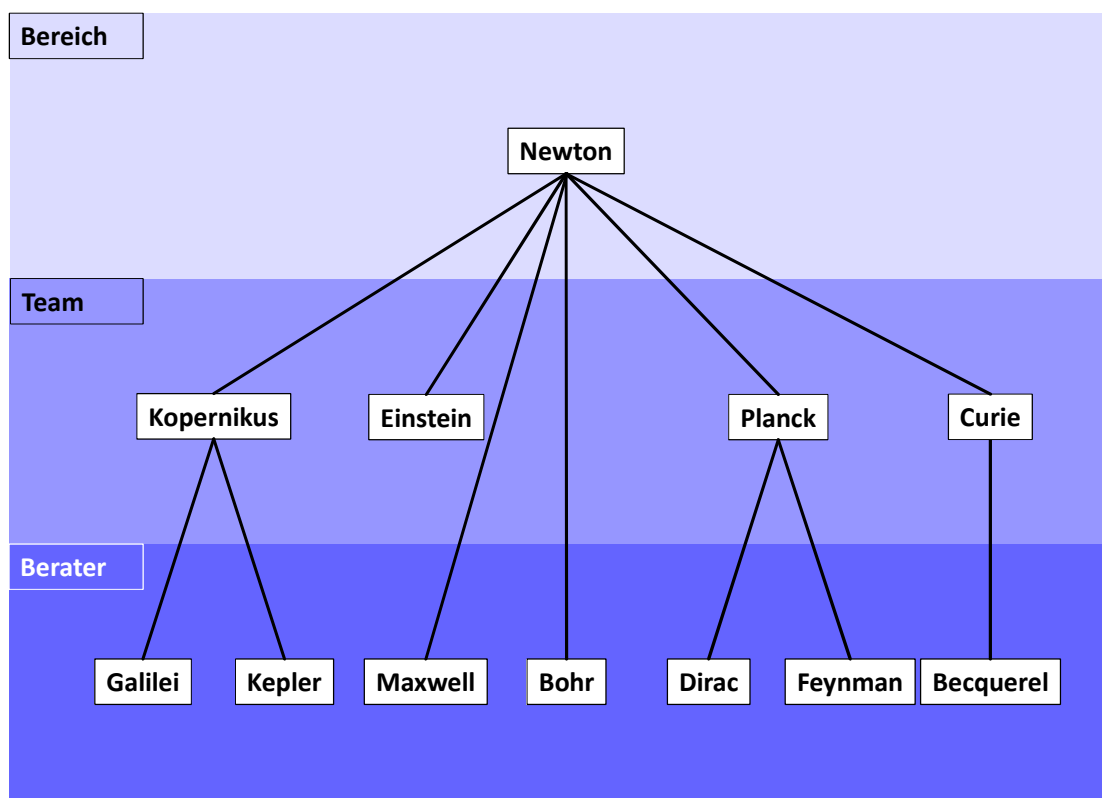 Bereich
Newton
Team
Kopernikus
Einstein
Planck
Curie
Berater
Galilei
Kepler
Maxwell
Bohr
Dirac
Feynman
Becquerel